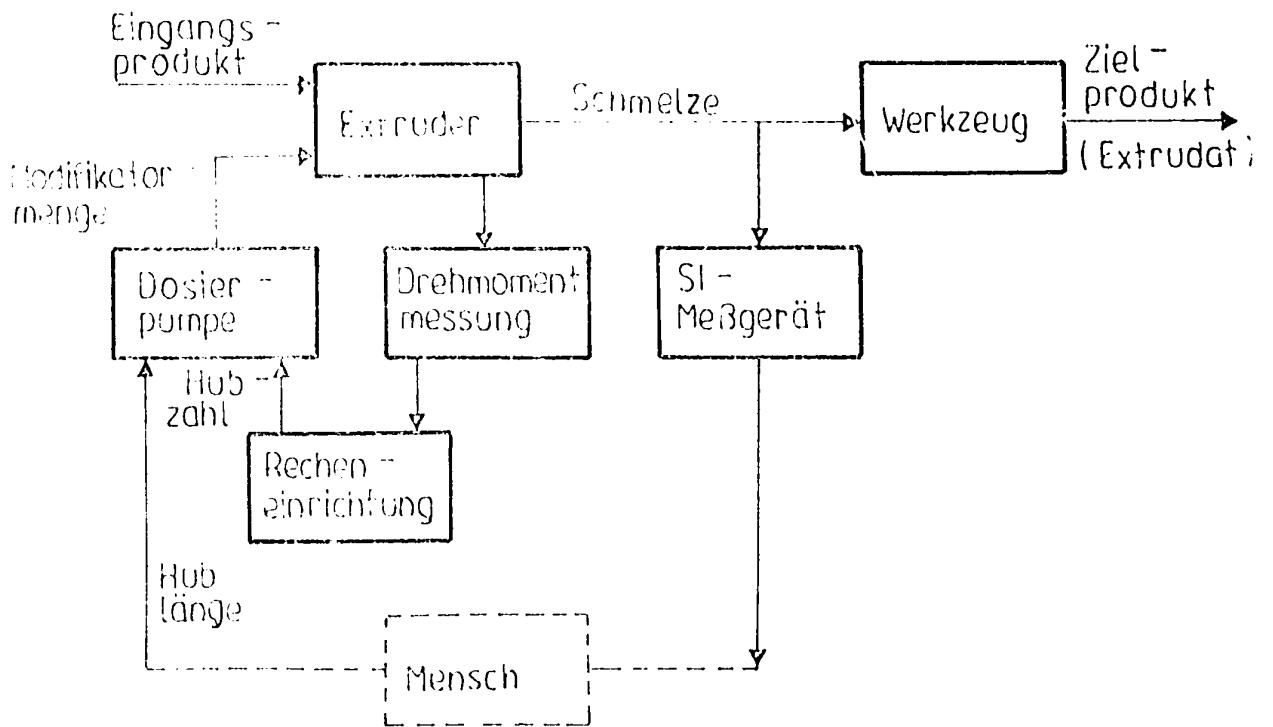 Eingangs-
produkt
Extruder
Schmelze
Werkzeug
Ziel-
produkt
(Extrudat)
Modifikator-
menge
Dosier-
pumpe
Drehmoment
messung
SI-
Meßgerät
Hub-
zahl
Rechen-
einrichtung
Hub
länge
Mensch